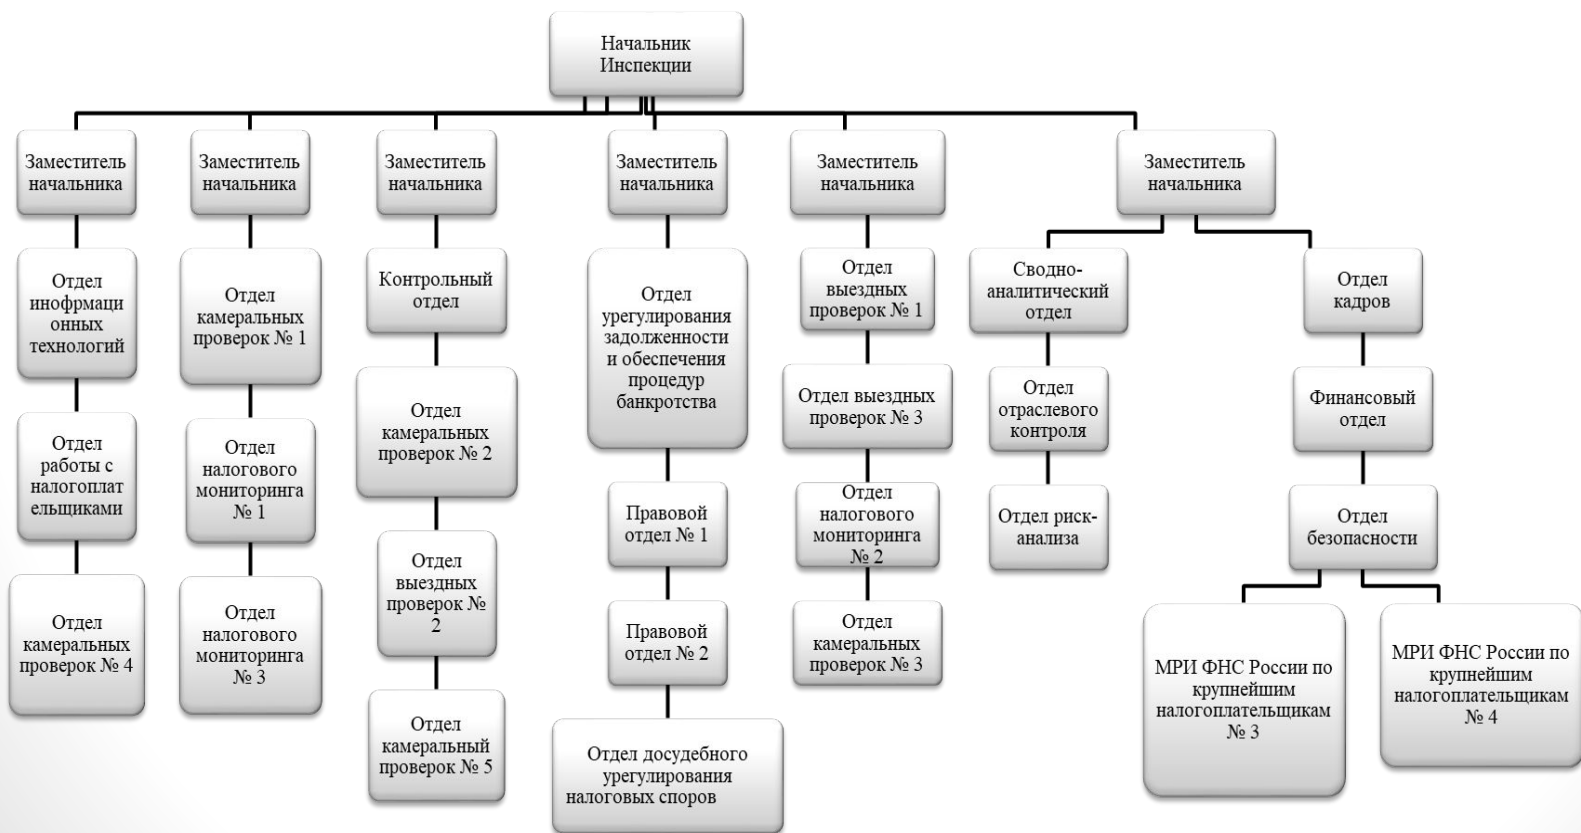 Начальник
Инспекции
Заместитель
начальника
Заместитель
начальника
Заместитель
начальника
Заместитель
начальника
Заместитель
начальника
Заместитель
начальника
Отдел
инофрмаци
онных
технологий
Отдел
работы с
налогоплат
ельщиками
Отдел
камеральных
проверок № 4
Отдел
камеральных
проверок № 1
Отдел
налогового
мониторинга
№ 1
Отдел
налогового
мониторинга
№ 3
Контрольный
отдел
Отдел
камеральных
проверок № 2
Отдел
выездных
проверок №
2
Отдел
камеральный
проверок № 5
Отдел
урегулирования
задолженности
и обеспечения
процедур
банкротства
Правовой
отдел № 1
Правовой
отдел № 2
Отдел досудебного
урегулирования
налоговых споров
Отдел
выездных
проверок № 1
Отдел выездных
проверок № 3
Отдел
налогового
мониторинга
№ 2
Отдел
камеральных
проверок № 3
Сводно-
аналитический
отдел
Отдел
отраслевого
контроля
Отдел риск-
анализа
Отдел
кадров
Финансовый
отдел
Отдел
безопасности
МРИ ФНС России по
крупнейшим
налогоплательщикам
№ 3
МРИ ФНС России по
крупнейшим
налогоплательщикам
№ 4